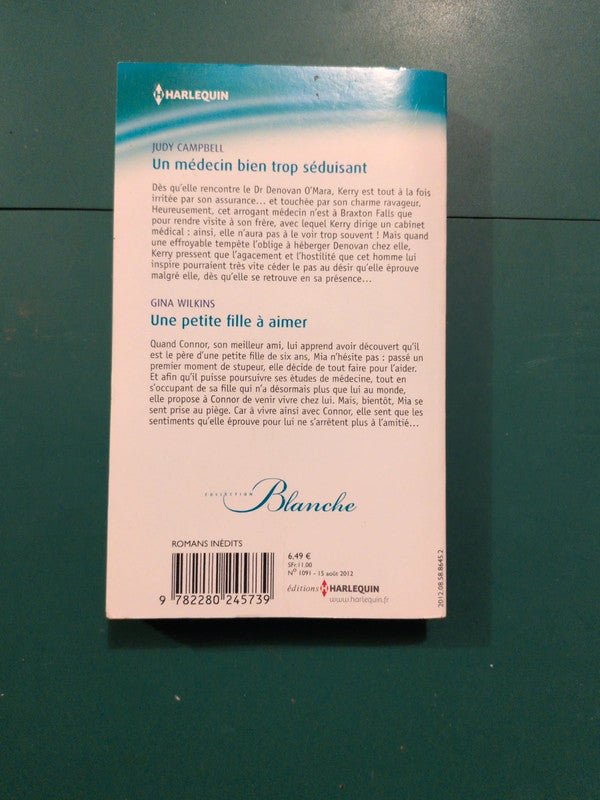 HARLEQUIN
JUDY CAMPBELL
Un médecin bien trop séduisant
Dès qu'elle rencontre le Dr Denovan O'Mara, Kerry est tout à la fois
irritée par son assurance... et touchée par son charme ravageur.
Heureusement, cet arrogant médecin n'est à Braxton Falls que
pour rendre visite à son frère, avec lequel Kerry dirige un cabinet
médical : ainsi, elle n'aura pas à le voir trop souvent ! Mais quand
une effroyable tempête l'oblige à héberger Denovan chez elle,
Kerry pressent que l'agacement et l'hostilité que cet homme lui
inspire pourraient très vite céder le pas au désir qu'elle éprouve
malgré elle, dès qu'elle se retrouve en sa présence...
GINA WILKINS
Une petite fille à aimer
Quand Connor, son meilleur ami, lui apprend avoir découvert qu'il
est le père d'une petite fille de six ans, Mia n'hésite pas : passé un
premier moment de stupeur, elle décide de tout faire pour l'aider.
Et afin qu'il puisse poursuivre ses études de médecine, tout en
s'occupant de sa fille qui n'a désormais plus que lui au monde,
elle propose à Connor de venir vivre chez lui. Mais, bientôt, Mia se
sent prise au piège. Car à vivre ainsi avec Connor, elle sent que les
sentiments qu'elle éprouve pour lui ne s'arrêtent plus à l'amitié...
COLLECTION Blanche
ROMANS INÉDITS
6,49 €
SFr 11.00
N° 1091 - 15 août 2012
éditions HARLEQUIN
www.harlequin.fr
9 782280 245739
2012.08.58.8645.2